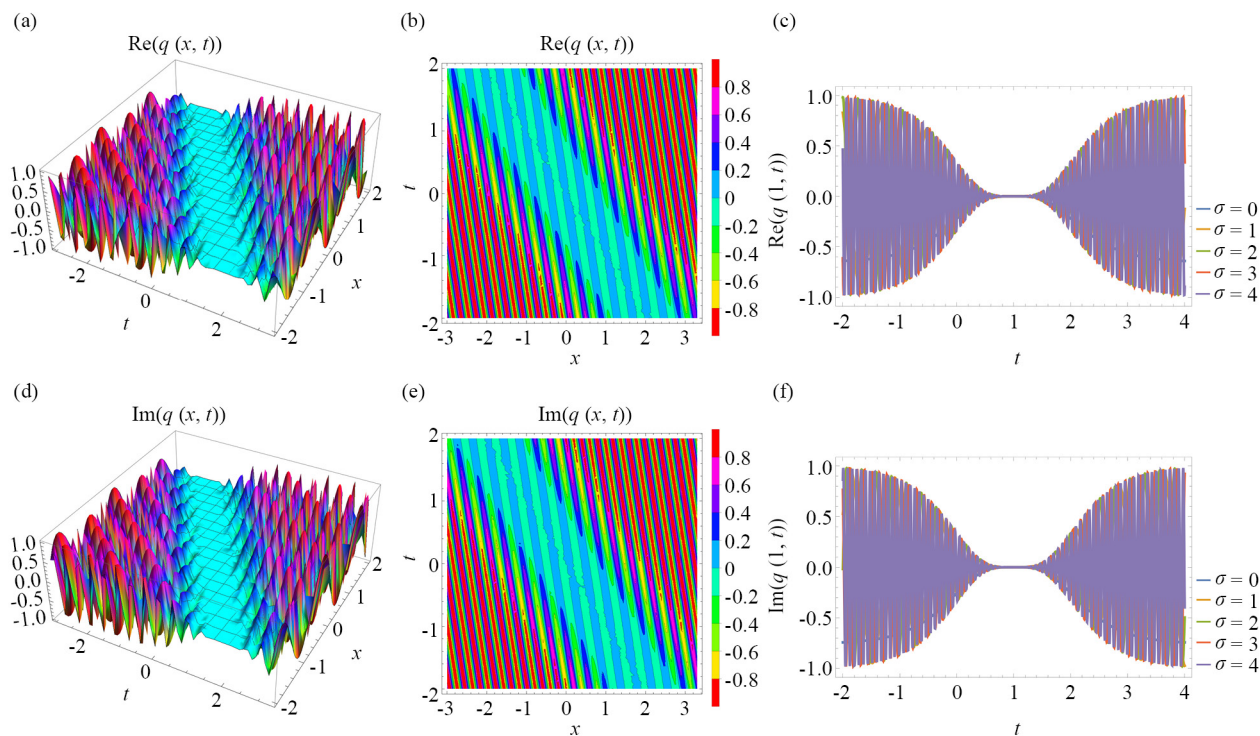 (a)
Re(q (x, t))
1.0
0.5
0.0
-0.5
-1.0
-2
0
2
t
-2
-1
0
1
2
x
(b)
Re(q (x, t))
2
1
0
-1
-2
t
-3 -2 -1 0 1 2 3
x
0.8
0.6
0.4
0.2
0
-0.2
-0.4
-0.6
-0.8
(c)
Re(q (1, t))
1.0
0.5
0.0
-0.5
-1.0
-2 -1 0 1 2 3 4
t
σ = 0
σ = 1
σ = 2
σ = 3
σ = 4
(d)
Im(q (x, t))
1.0
0.5
0.0
-0.5
-1.0
-2
0
2
t
-2
-1
0
1
2
x
(e)
Im(q (x, t))
2
1
0
-1
-2
t
-3 -2 -1 0 1 2 3
x
0.8
0.6
0.4
0.2
0
-0.2
-0.4
-0.6
-0.8
(f)
Im(q (1, t))
1.0
0.5
0.0
-0.5
-1.0
-2 -1 0 1 2 3 4
t
σ = 0
σ = 1
σ = 2
σ = 3
σ = 4